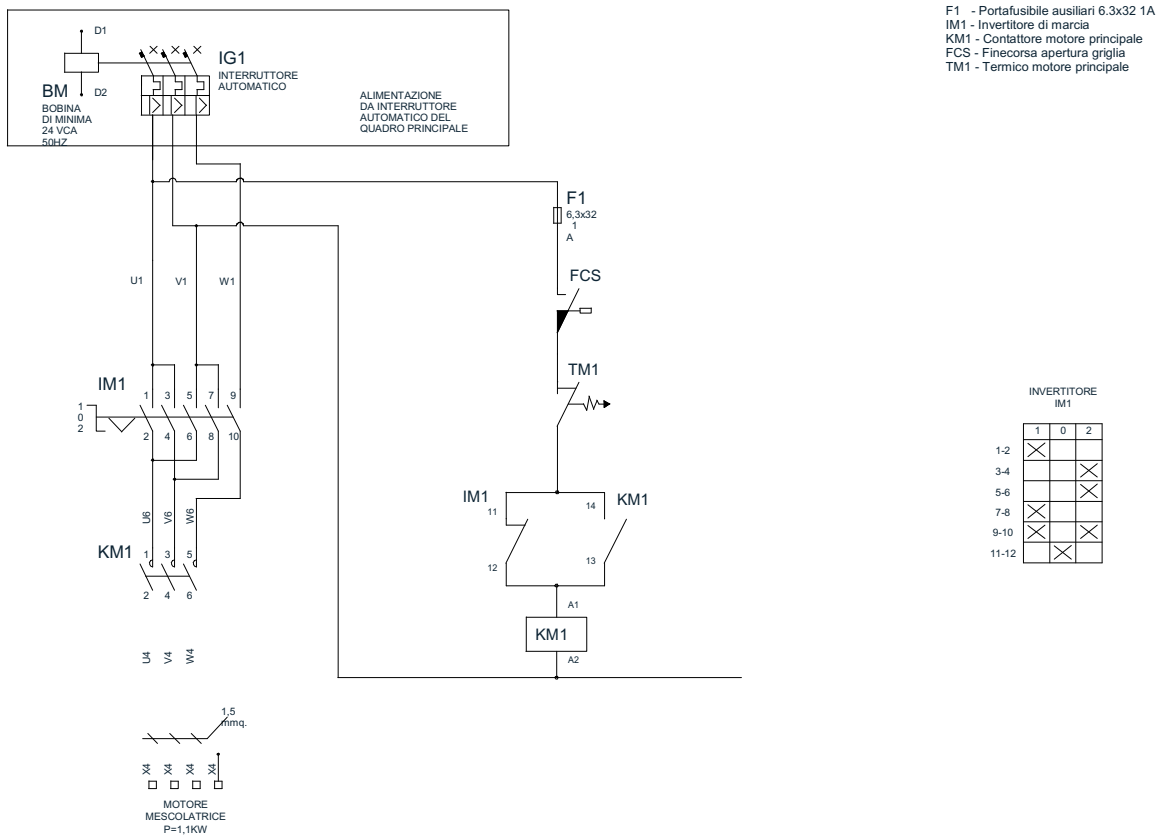 F1 - Portafusibile ausiliari 6.3x32 1A
IM1 - Invertitore di marcia
KM1 - Contattore motore principale
FCS - Finecorsa apertura griglia
TM1 - Termico motore principale
D1
IG1
INTERRUTTORE
AUTOMATICO
BM
D2
BOBINA
DI MINIMA
24 VCA
50HZ
ALIMENTAZIONE
DA INTERRUTTORE
AUTOMATICO DEL
QUADRO PRINCIPALE
F1
6,3x32
1
A
FCS
U1
V1
W1
TM1
IM1
1
0
2
1 3 5 7 9
2 4 6 8 10
INVERTITORE
IM1
1 0 2
1-2
3-4
5-6
7-8
9-10
11-12
IM1
11
12
KM1
14
13
U6
V6
W6
KM1
1 3 5
2 4 6
A1
KM1
A2
U4
V4
W4
1,5
mmq.
X4 X4 X4 X4
MOTORE
MESCOLATRICE
P=1,1KW